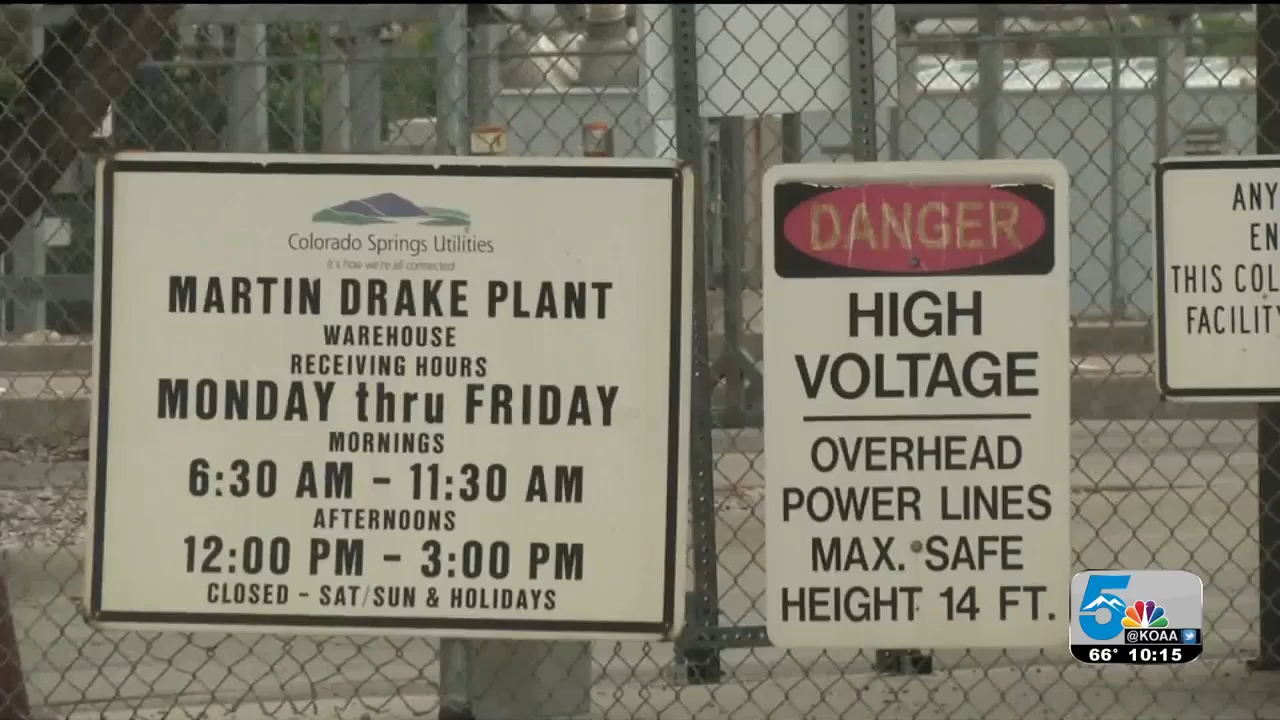 Colorado Springs Utilities
It's how we're all connected
MARTIN DRAKE PLANT
WAREHOUSE
RECEIVING HOURS
MONDAY thru FRIDAY
MORNINGS
6:30 AM – 11:30 AM
AFTERNOONS
12:00 PM – 3:00 PM
CLOSED – SAT/SUN & HOLIDAYS
DANGER
HIGH
VOLTAGE
OVERHEAD
POWER LINES
MAX. SAFE
HEIGHT 14 FT.
ANY
EN
THIS COL
FACILITY
5
@KOAA
66° 10:15